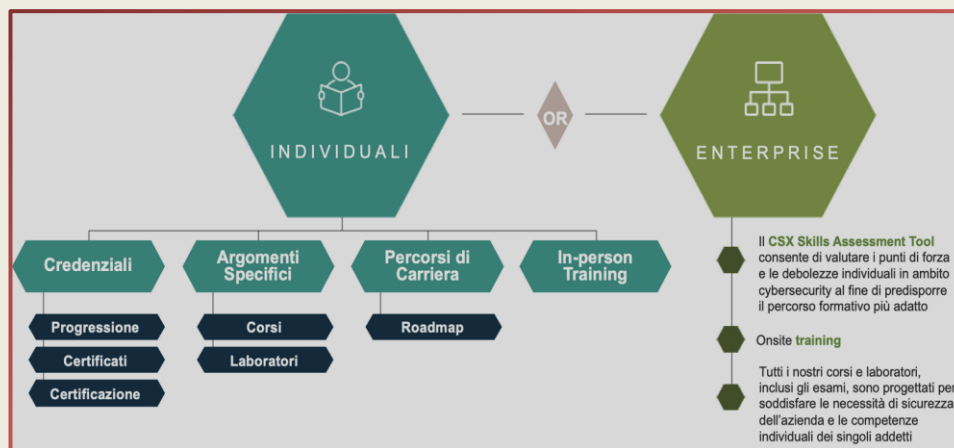 INDIVIDUALI
OR
ENTERPRISE
Credenziali
Progressione
Certificati
Certificazione
Argomenti
Specifici
Corsi
Laboratori
Percorsi di
Carriera
Roadmap
In-person
Training
Il CSX Skills Assessment Tool
consente di valutare i punti di forza
e le debolezze individuali in ambito
cybersecurity al fine di predisporre
il percorso formativo più adatto
Onsite training
Tutti i nostri corsi e laboratori,
inclusi gli esami, sono progettati per
soddisfare le necessità di sicurezza
dell'azienda e le competenze
individuali dei singoli addetti